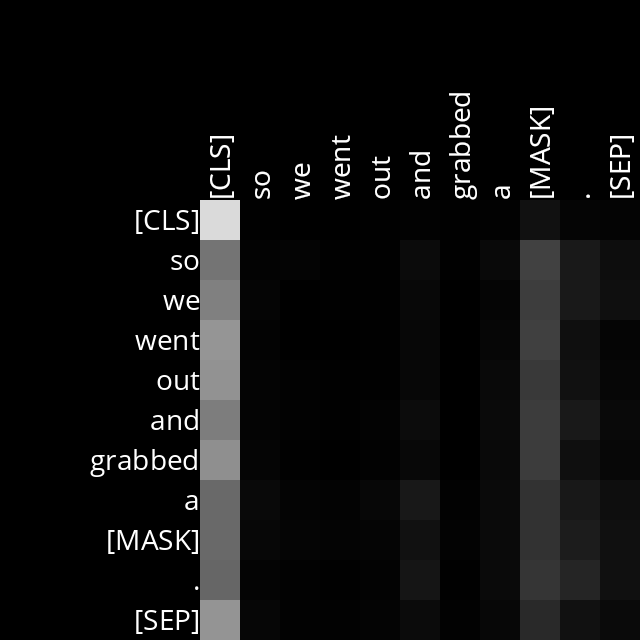 [CLS] so we went out and grabbed a [MASK] . [SEP]
[CLS]
so
we
went
out
and
grabbed
a
[MASK]
.
[SEP]